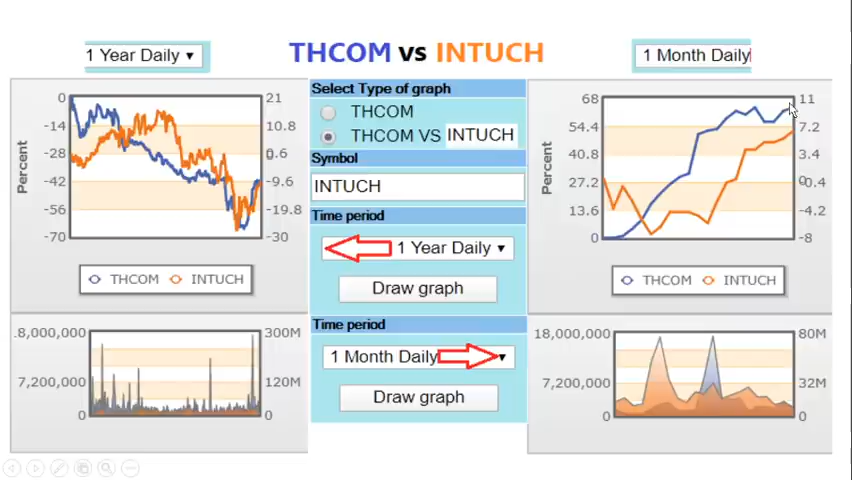 1 Year Daily
THCOM vs INTUCH
1 Month Daily
0
-14
-28
-42
-56
-70
Percent
21
10.8
0.6
0
-9.6
-19.8
-30
THCOM INTUCH
18,000,000
7,200,000
0
300M
120M
0
Select Type of graph
THCOM
THCOM VS INTUCH
Symbol
INTUCH
Time period
1 Year Daily
Draw graph
Time period
1 Month Daily
Draw graph
68
54.4
40.8
27.2
13.6
0
Percent
11
7.2
3.4
-0.4
-4.2
-8
THCOM INTUCH
18,000,000
7,200,000
0
80M
32M
0